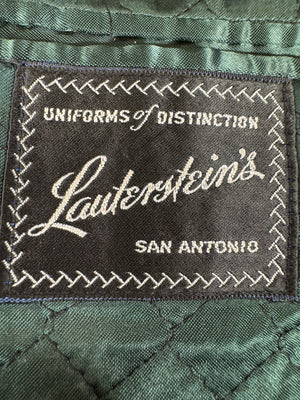 UNIFORMS of DISTINCTION
Lauterstein's
SAN ANTONIO